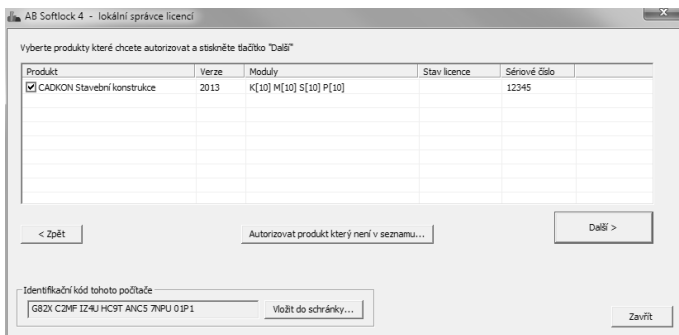 AB Softlock 4 - lokální správce licencí
Vyberte produkty které chcete autorizovat a stiskněte tlačítko "Další"
Produkt Verze Moduly Stav licence Sériové číslo
CADKON Stavební konstrukce 2013 K[10] M[10] S[10] P[10] 12345
< Zpět Autorizovat produkt který není v seznamu... Další >
Identifikační kód tohoto počítače
G82X C2MF IZ4U HC9T ANC5 7NPU 01P1 Vložit do schránky...
Zavřít